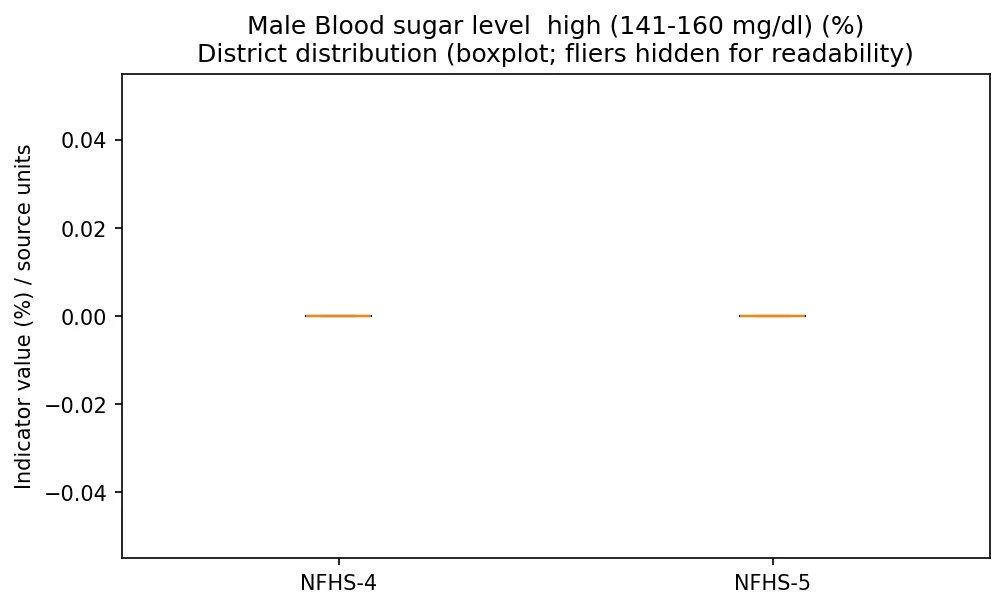 Male Blood sugar level  high (141-160 mg/dl) (%)
District distribution (boxplot; fliers hidden for readability)
Indicator value (%) / source units
0.04
0.02
0.00
−0.02
−0.04
NFHS-4
NFHS-5